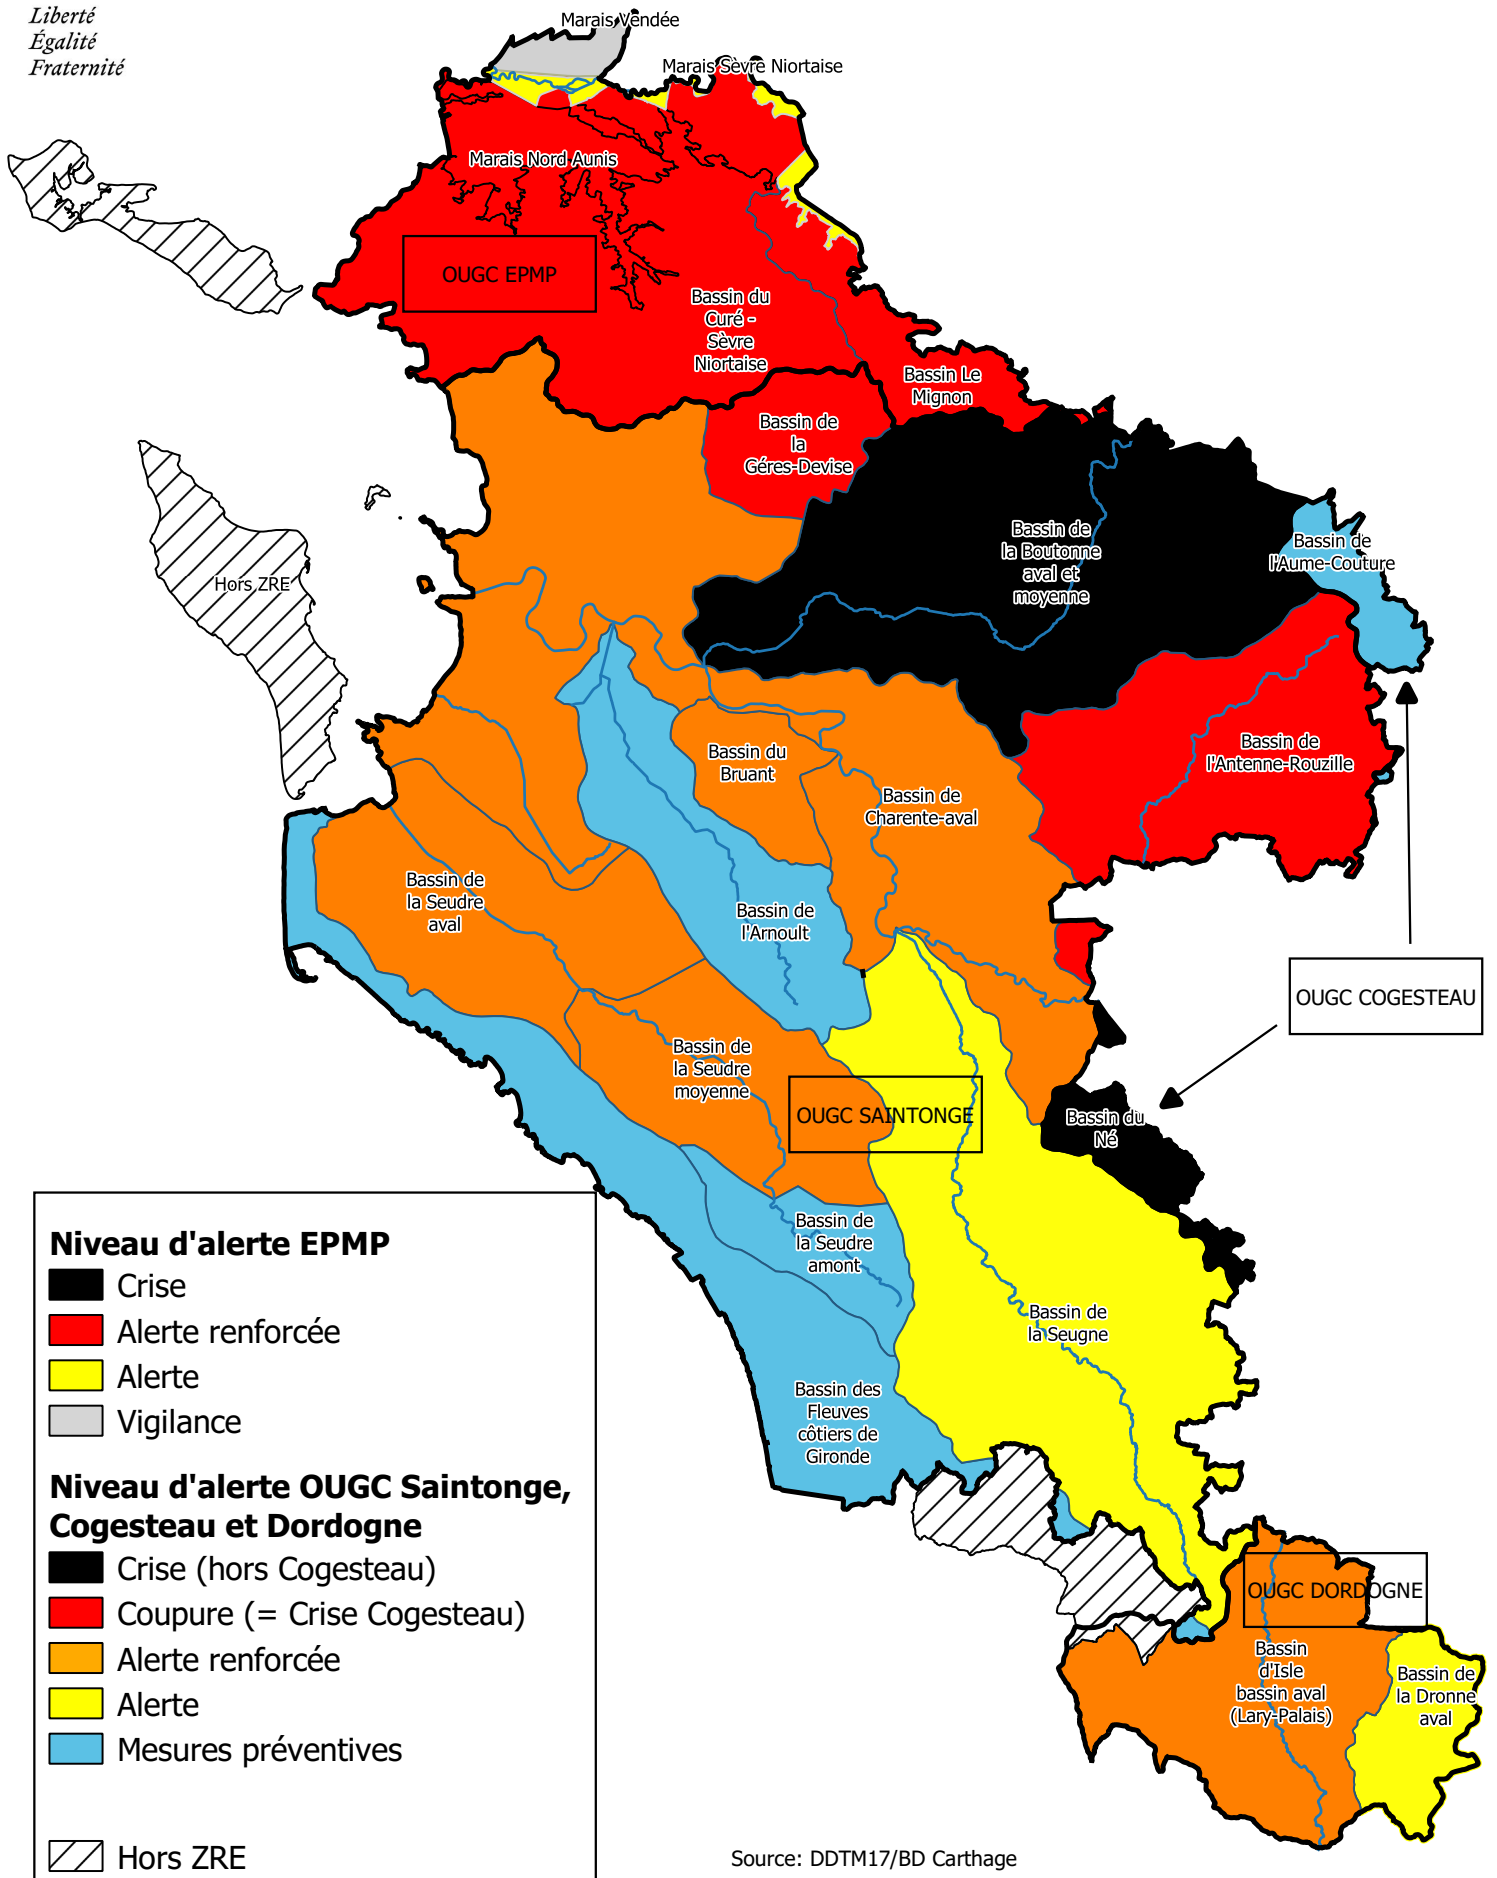 Liberté
Égalité
Fraternité
Marais Vendée
Marais Sèvre Niortaise
Marais Nord Aunis
OUGC EPMP
Bassin du
Curé -
Sèvre
Niortaise
Bassin Le
Mignon
Bassin de
la
Géres-Devise
Bassin de
la Boutonne
aval et
moyenne
Bassin de
l'Aume-Couture
Hors ZRE
Bassin du
Bruant
Bassin de
l'Antenne-Rouzille
Bassin de
Charente-aval
Bassin de
la Seudre
aval
Bassin de
l'Arnoult
OUGC COGESTEAU
Bassin de
la Seudre
moyenne
OUGC SAINTONGE
Bassin du
Né
Bassin de
la Seudre
amont
Bassin de
la Seugne
Bassin des
Fleuves
côtiers de
Gironde
OUGC DORDOGNE
Bassin
d'Isle
bassin aval
(Lary-Palais)
Bassin de
la Dronne
aval
Niveau d'alerte EPMP
Crise
Alerte renforcée
Alerte
Vigilance
Niveau d'alerte OUGC Saintonge,
Cogesteau et Dordogne
Crise (hors Cogesteau)
Coupure (= Crise Cogesteau)
Alerte renforcée
Alerte
Mesures préventives
Hors ZRE
Source: DDTM17/BD Carthage